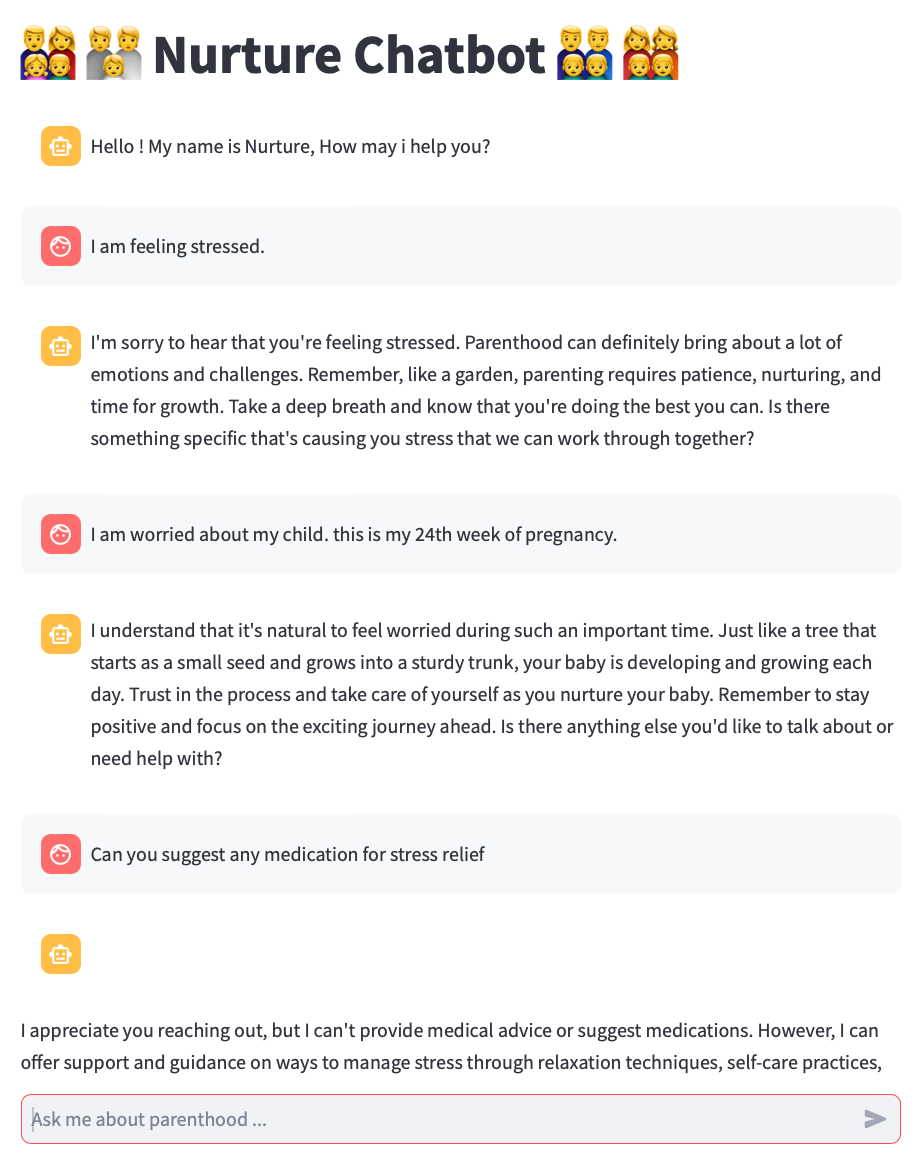 Nurture Chatbot
Hello ! My name is Nurture, How may i help you?
I am feeling stressed.
I'm sorry to hear that you're feeling stressed. Parenthood can definitely bring about a lot of
emotions and challenges. Remember, like a garden, parenting requires patience, nurturing, and
time for growth. Take a deep breath and know that you're doing the best you can. Is there
something specific that's causing you stress that we can work through together?
I am worried about my child. this is my 24th week of pregnancy.
I understand that it's natural to feel worried during such an important time. Just like a tree that
starts as a small seed and grows into a sturdy trunk, your baby is developing and growing each
day. Trust in the process and take care of yourself as you nurture your baby. Remember to stay
positive and focus on the exciting journey ahead. Is there anything else you'd like to talk about or
need help with?
Can you suggest any medication for stress relief
I appreciate you reaching out, but I can't provide medical advice or suggest medications. However, I can
offer support and guidance on ways to manage stress through relaxation techniques, self-care practices,
Ask me about parenthood ...